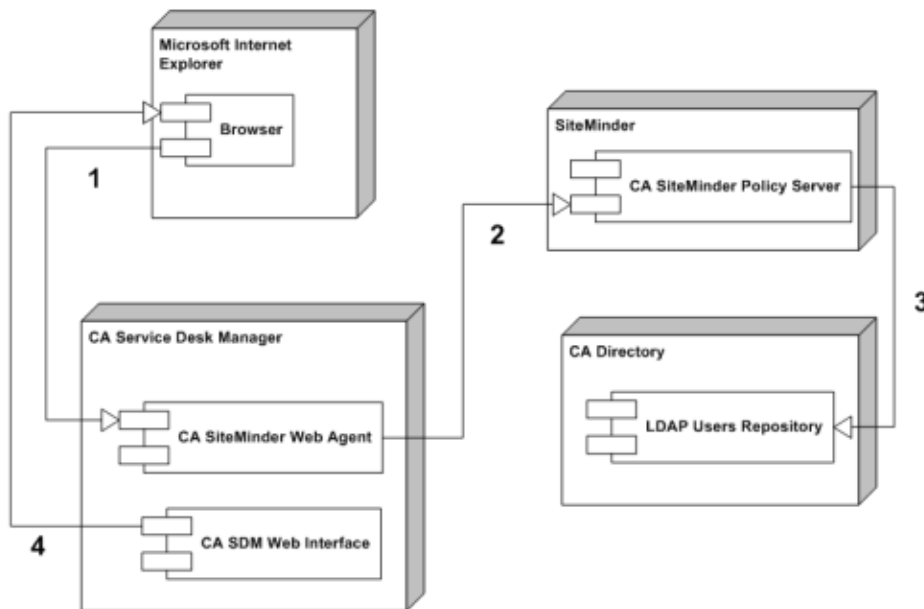 Microsoft Internet
Explorer
Browser
1
SiteMinder
CA SiteMinder Policy Server
2
3
CA Service Desk Manager
CA SiteMinder Web Agent
CA Directory
LDAP Users Repository
CA SDM Web Interface
4